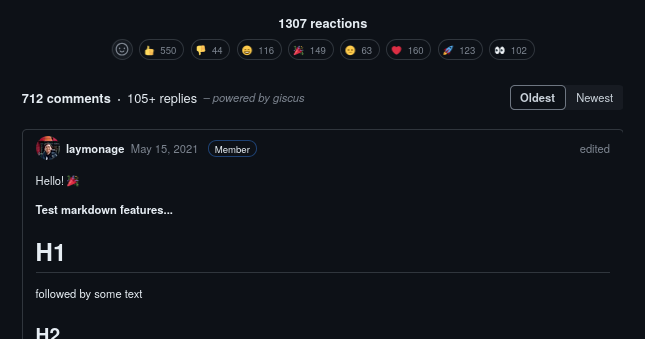 1307 reactions
👍 550 👎 44 😄 116 🎉 149 😕 63 ❤️ 160 🚀 123 👀 102
712 comments · 105+ replies – powered by giscus Oldest Newest
laymonage May 15, 2021 Member edited
Hello! 🎉
Test markdown features...
H1
followed by some text
H2